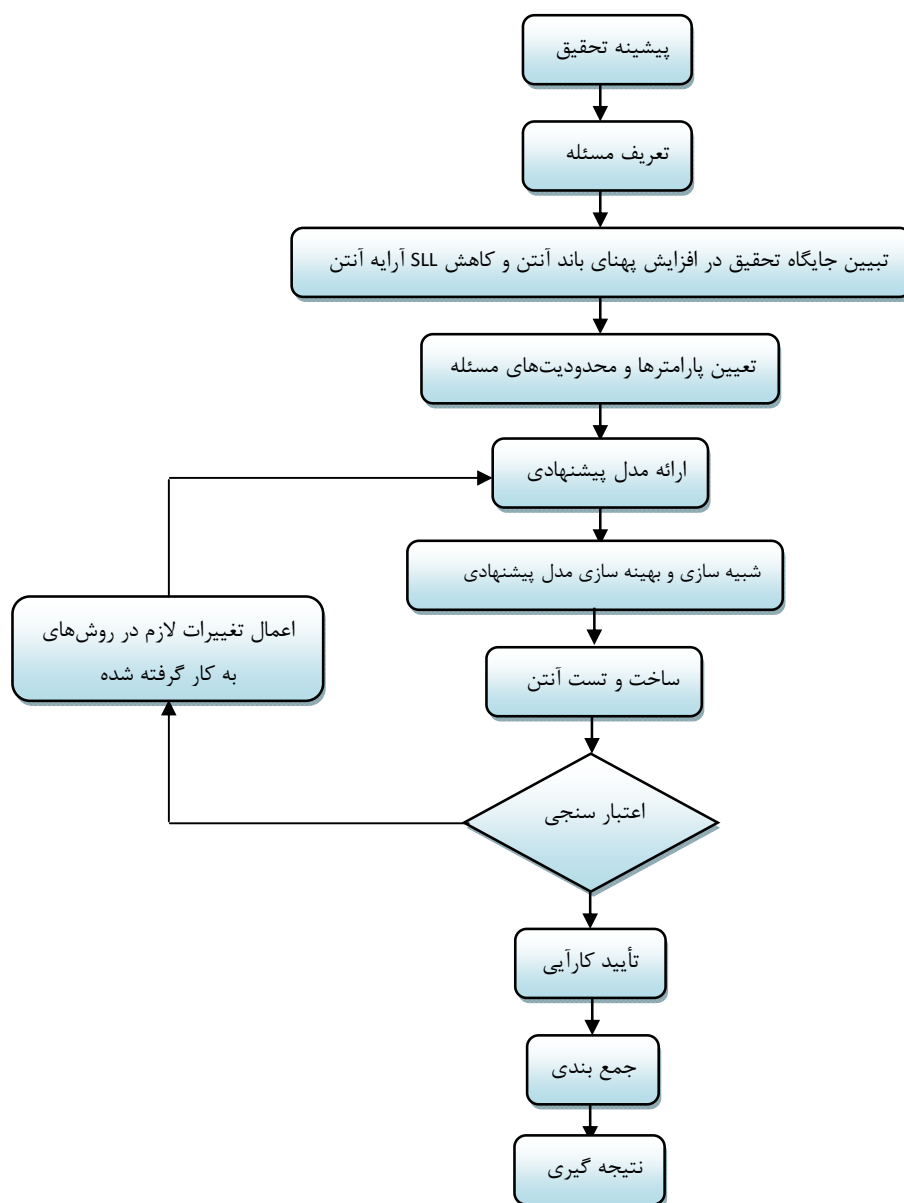 پیشینه تحقیق
تعریف مسئله
تبیین جایگاه تحقیق در افزایش پهنای باند آنتن و کاهش SLL آرایه آنتن
تعیین پارامترها و محدودیت‌های مسئله
ارائه مدل پیشنهادی
شبیه سازی و بهینه سازی مدل پیشنهادی
اعمال تغییرات لازم در روش‌های
به کار گرفته شده
ساخت و تست آنتن
اعتبار سنجی
تأیید کارآیی
جمع بندی
نتیجه گیری